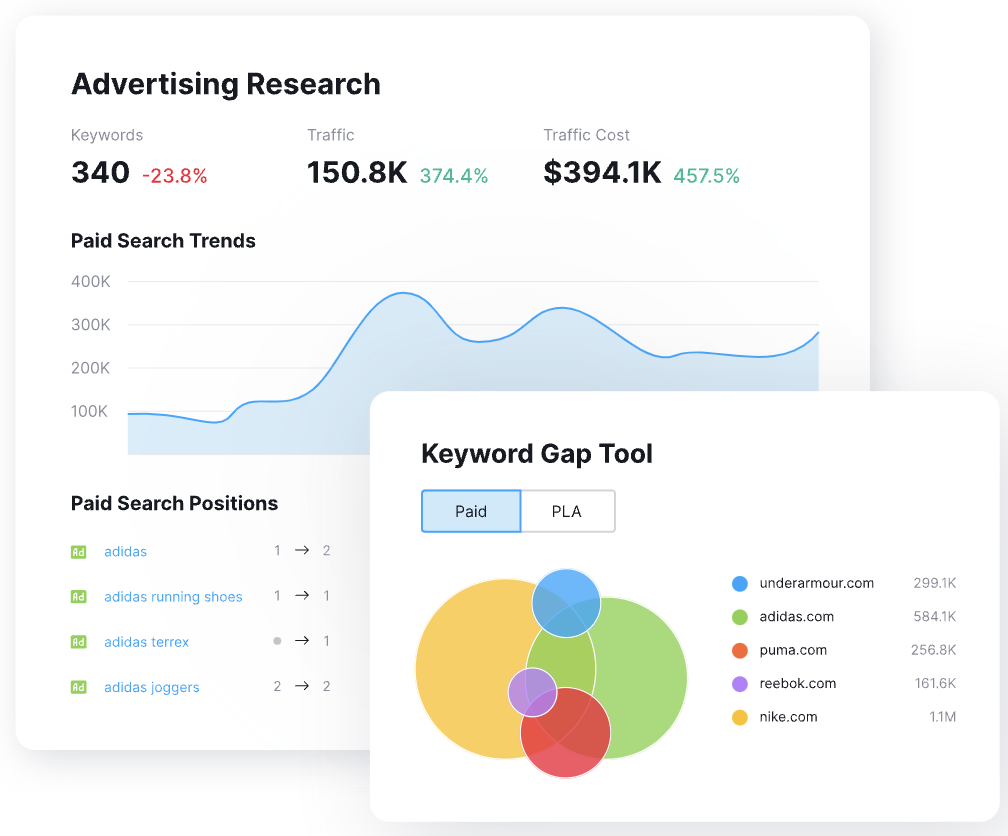 Advertising Research
Keywords Traffic Traffic Cost
340 -23.8% 150.8K 374.4% $394.1K 457.5%
Paid Search Trends
400K
300K
200K
100K
Paid Search Positions
Ad adidas 1 → 2
Ad adidas running shoes 1 → 1
Ad adidas terrex • → 1
Ad adidas joggers 2 → 2
Keyword Gap Tool
Paid PLA
underarmour.com 299.1K
adidas.com 584.1K
puma.com 256.8K
reebok.com 161.6K
nike.com 1.1M